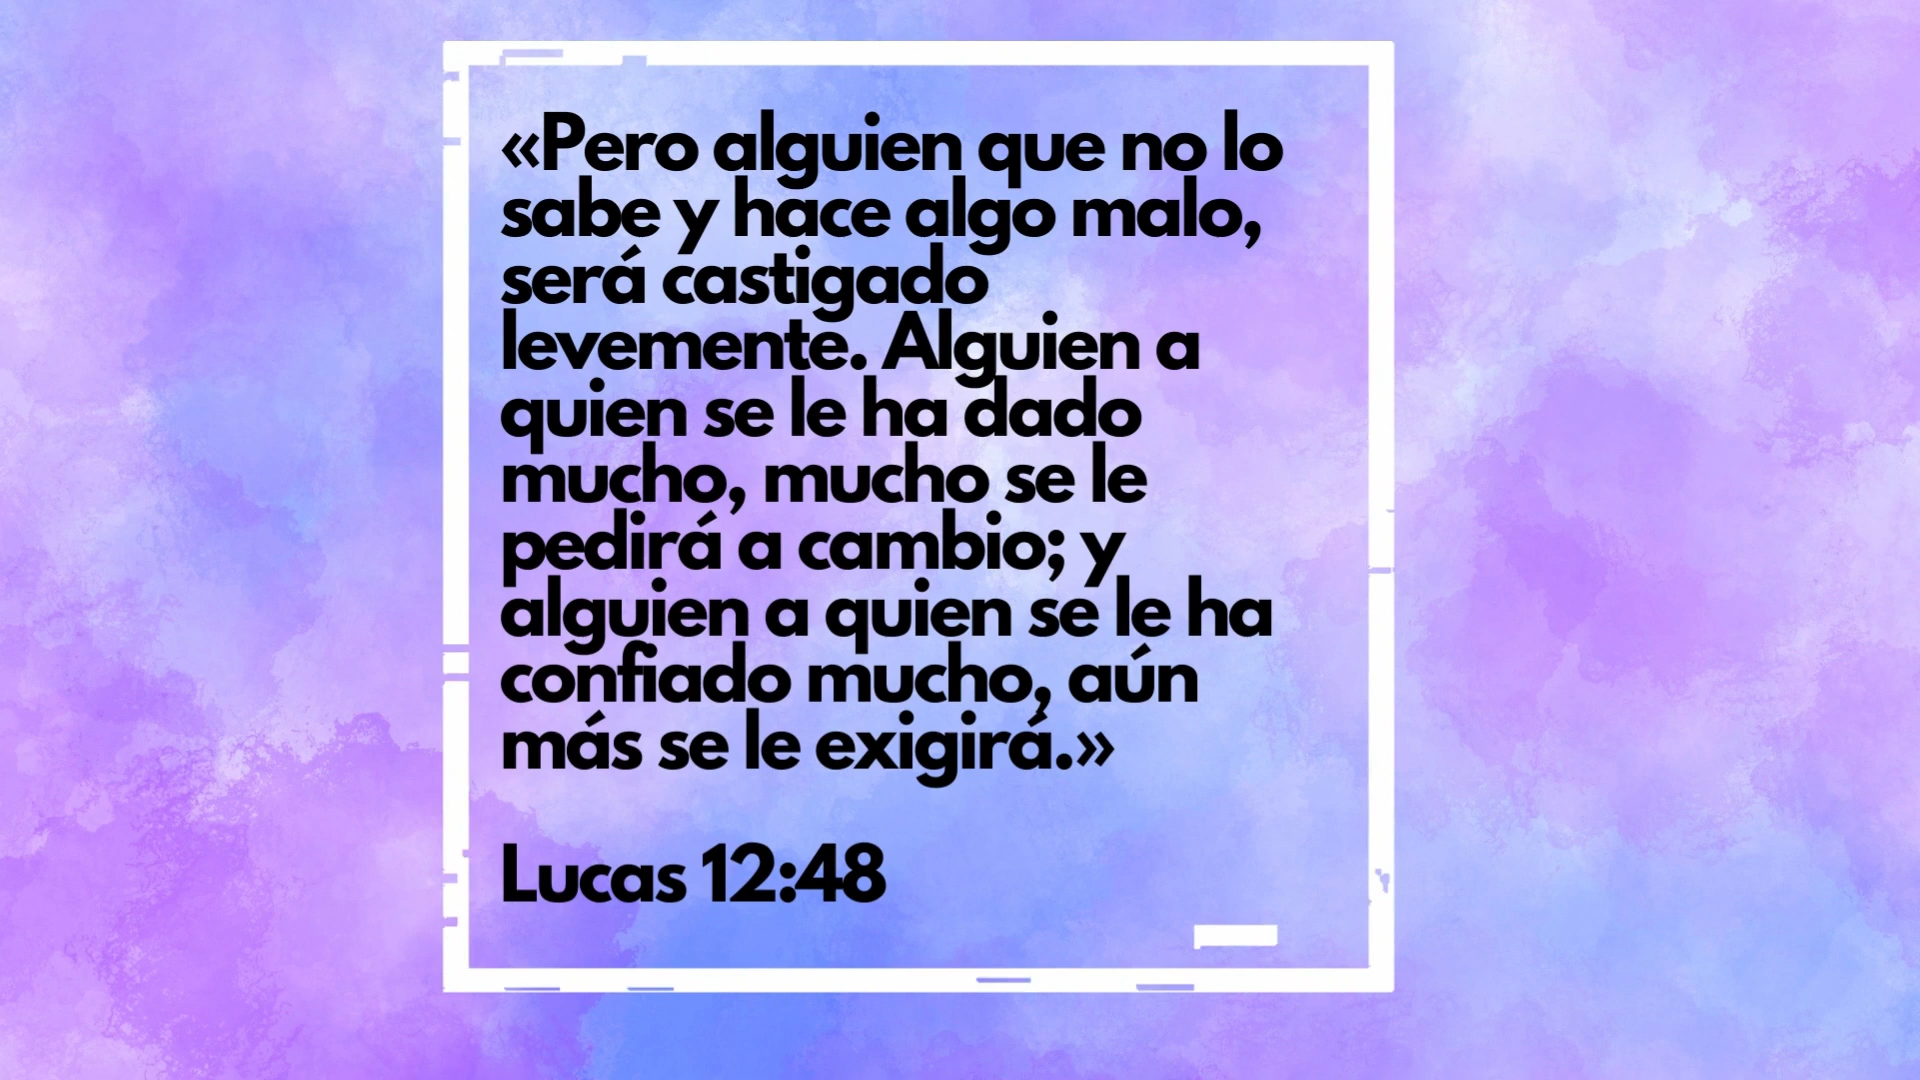 «Pero alguien que no lo
sabe y hace algo malo,
será castigado
levemente. Alguien a
quien se le ha dado
mucho, mucho se le
pedirá a cambio; y
alguien a quien se le ha
confiado mucho, aún
más se le exigirá.»
Lucas 12:48